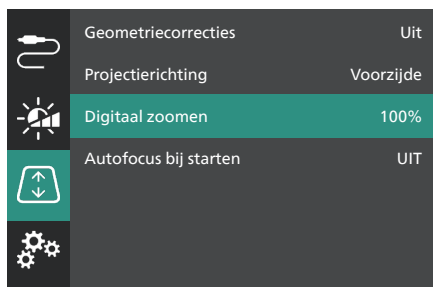 Geometriecorrecties Uit
Projectierichting Voorzijde
Digitaal zoomen 100%
Autofocus bij starten UIT